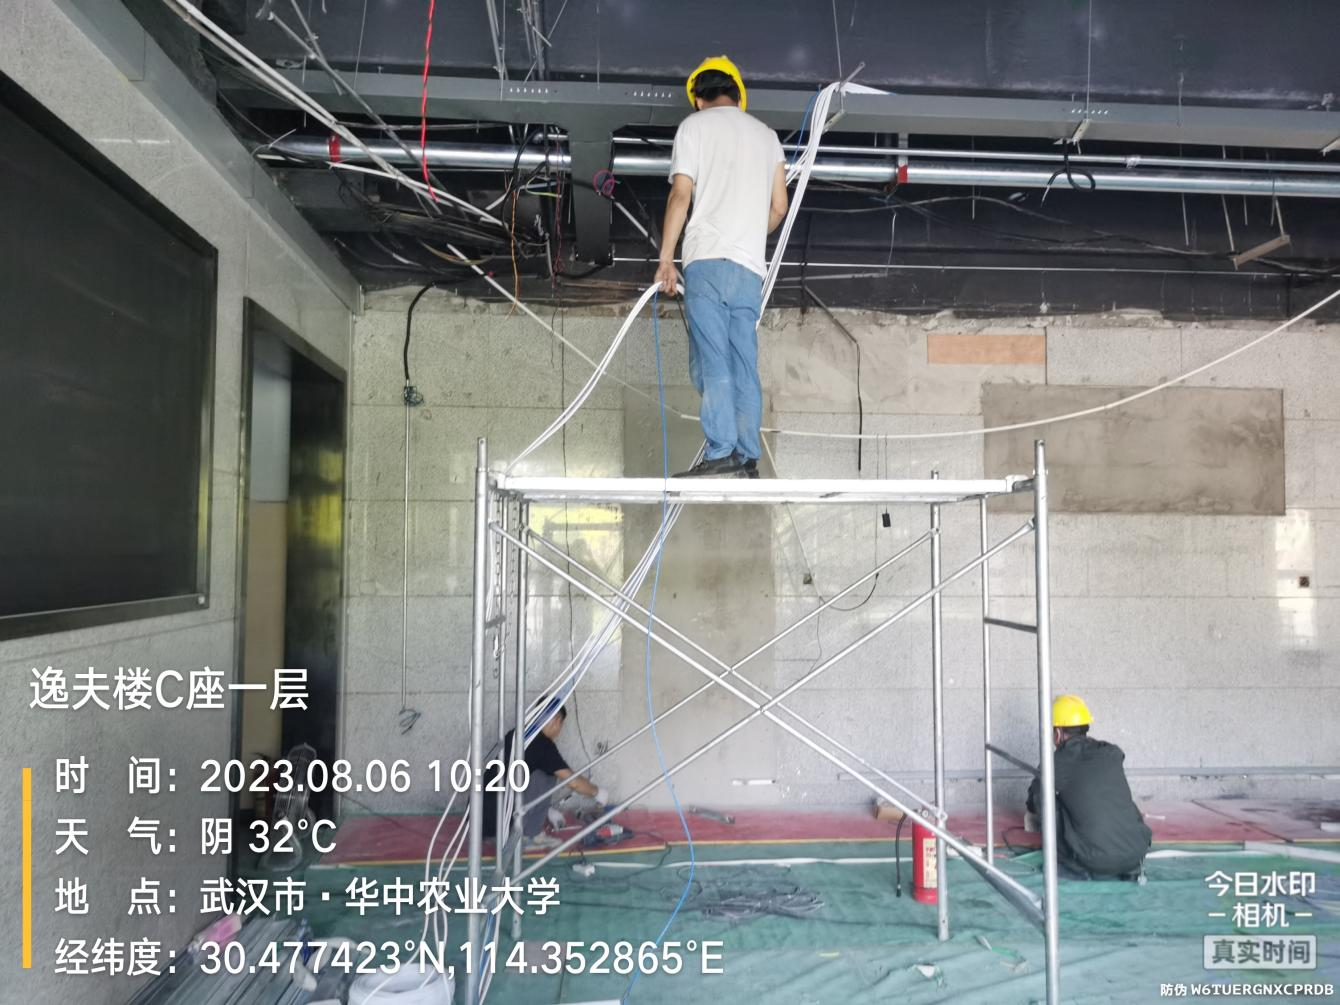 逸夫楼C座一层
时 间：2023.08.06 10:20
天 气：阴 32°C
地 点：武汉市·华中农业大学
经纬度：30.477423°N,114.352865°E
今日水印
-相机-
真实时间
防伪 W6TUERGNXCPRDB